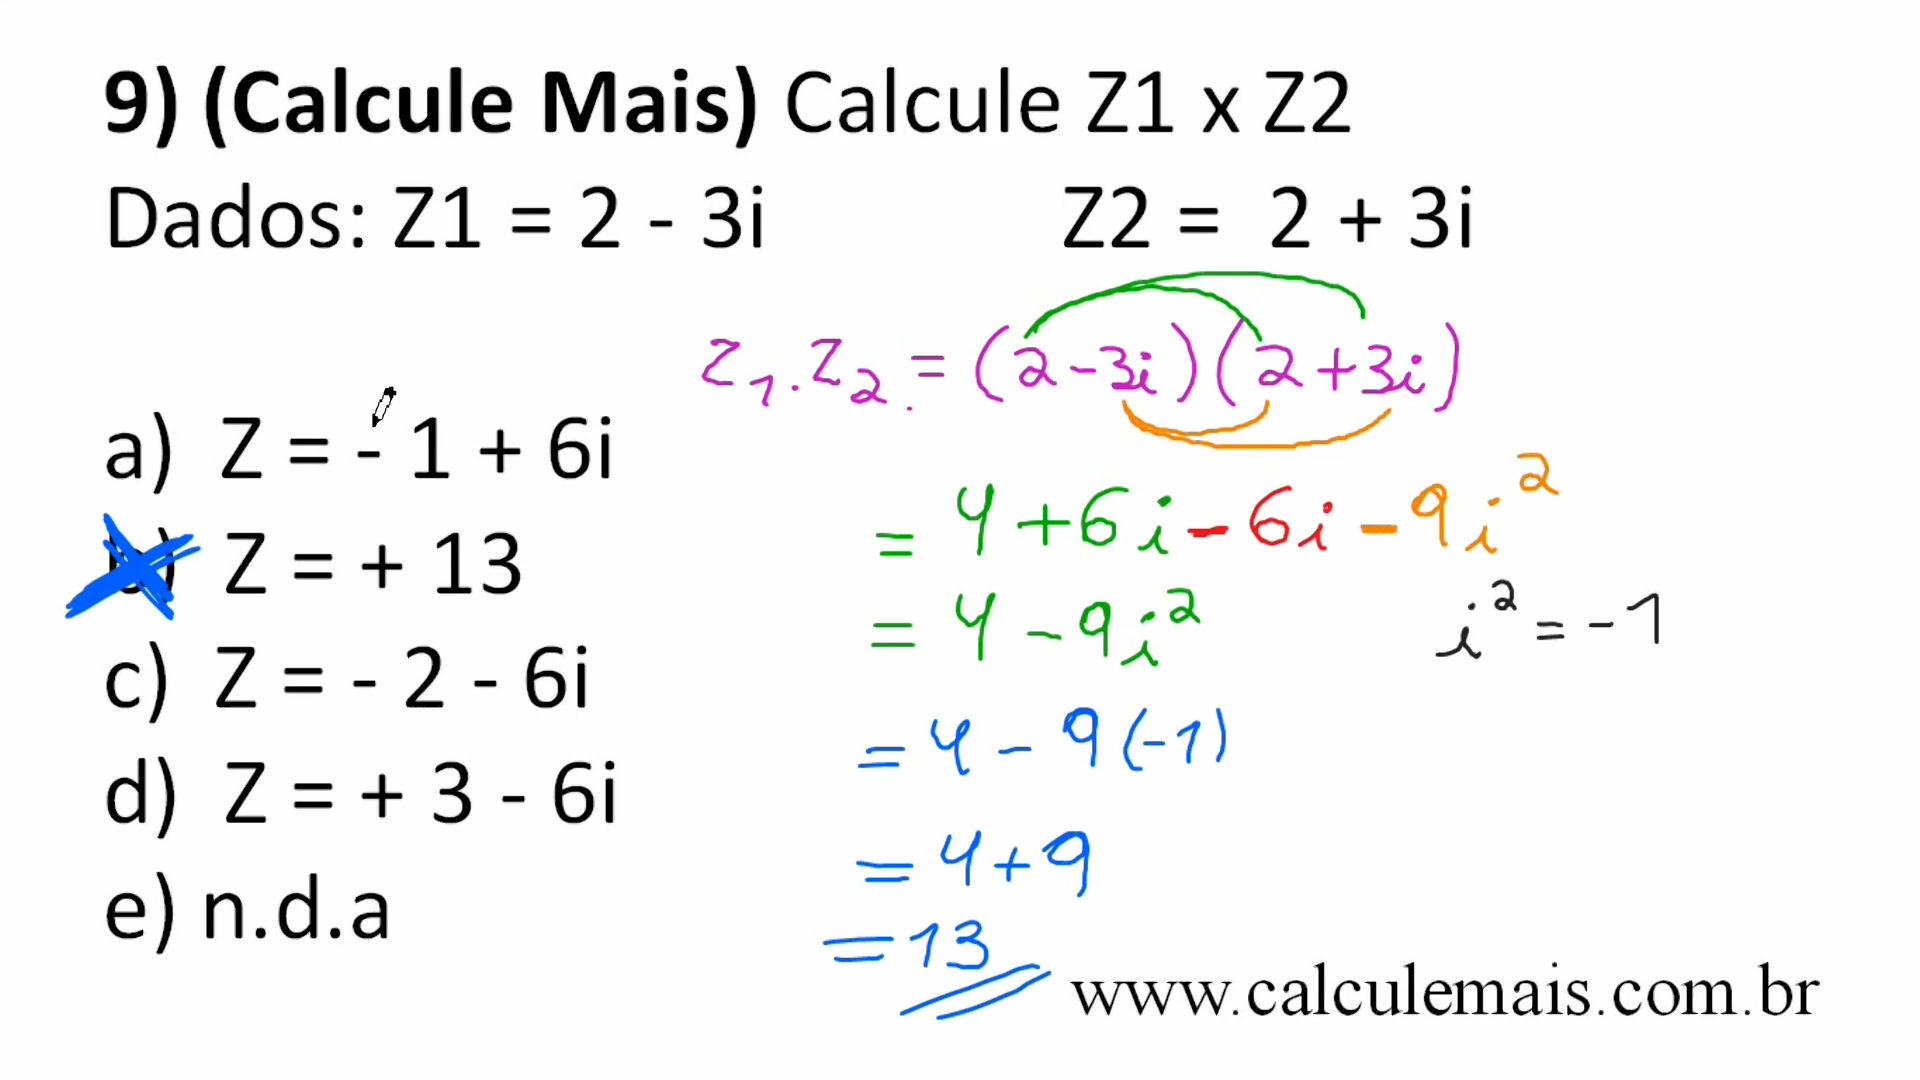 9) (Calcule Mais) Calcule Z1 x Z2
Dados: Z1 = 2 - 3i Z2 = 2 + 3i
Z₁.Z₂ = (2-3i)(2+3i)
a) Z = - 1 + 6i
= 4+6i-6i-9i²
b) Z = + 13
= 4-9i² i²=-1
c) Z = - 2 - 6i
= 4-9(-1)
d) Z = + 3 - 6i
= 4+9
e) n.d.a
= 13
www.calculemais.com.br